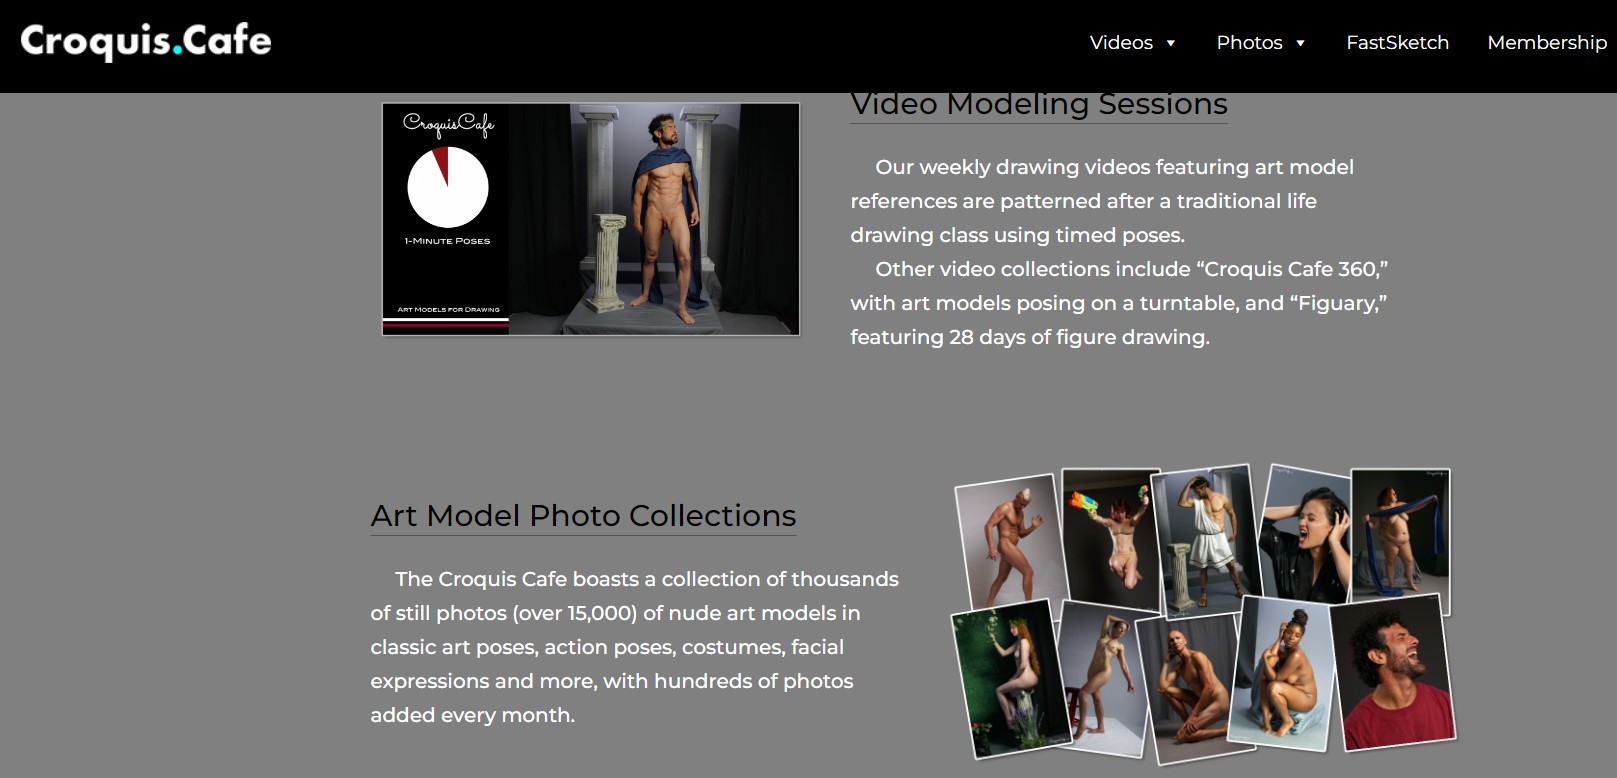 Croquis.Cafe
Videos ▼ Photos ▼ FastSketch Membership
CroquisCafe
1-Minute Poses
Art Models for Drawing
Video Modeling Sessions
Our weekly drawing videos featuring art model
references are patterned after a traditional life
drawing class using timed poses.
Other video collections include “Croquis Cafe 360,”
with art models posing on a turntable, and “Figuary,”
featuring 28 days of figure drawing.
Art Model Photo Collections
The Croquis Cafe boasts a collection of thousands
of still photos (over 15,000) of nude art models in
classic art poses, action poses, costumes, facial
expressions and more, with hundreds of photos
added every month.